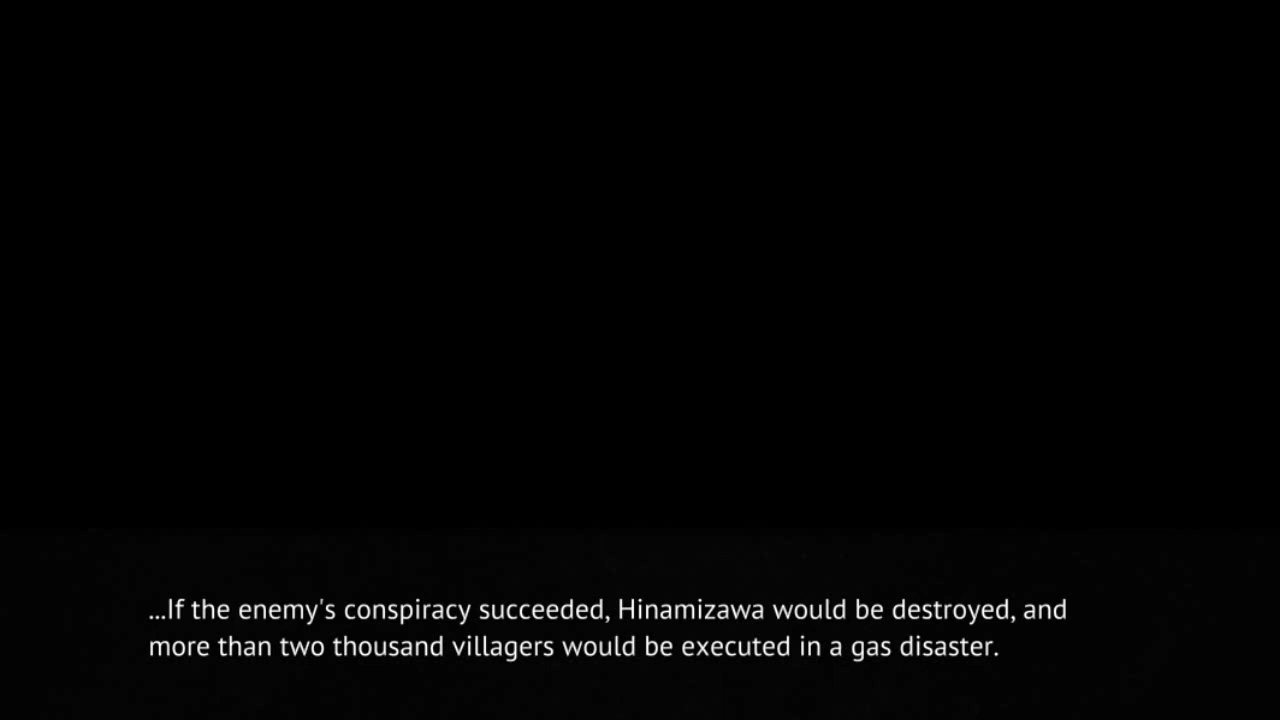 ...If the enemy's conspiracy succeeded, Hinamizawa would be destroyed, and
more than two thousand villagers would be executed in a gas disaster.